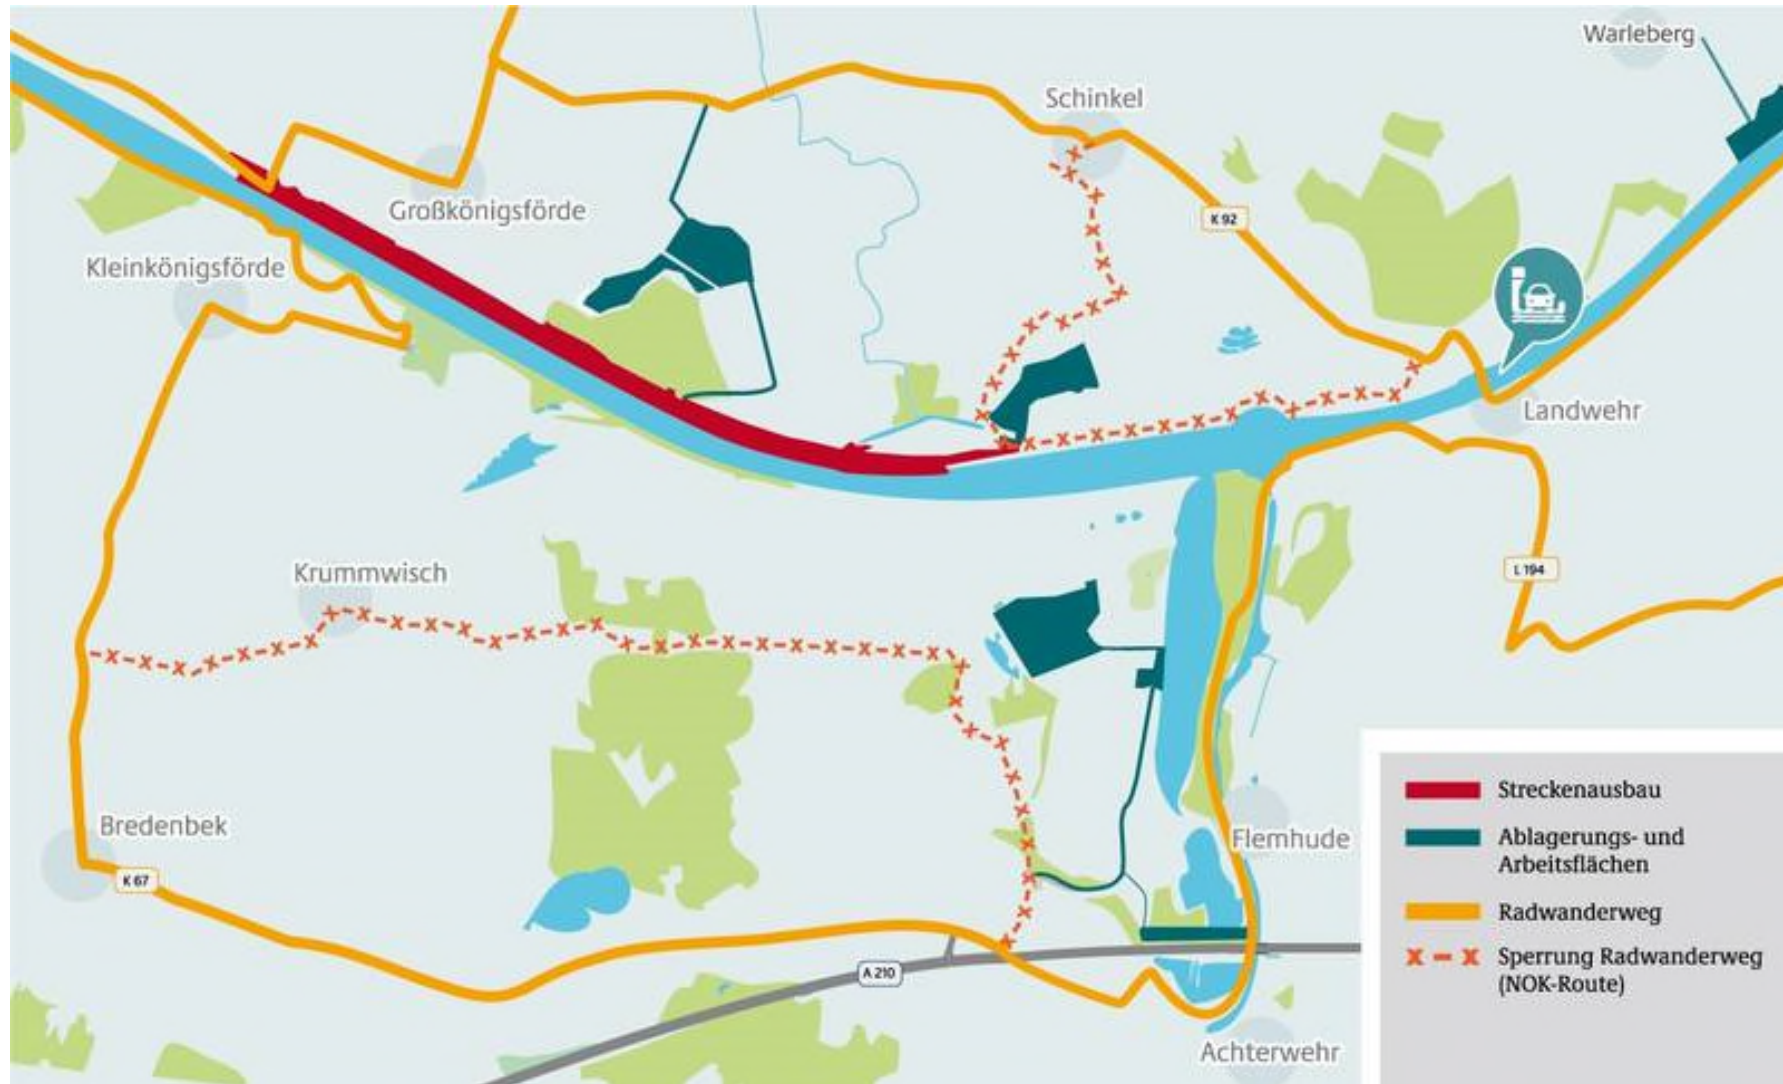 Warleberg
Schinkel
Großkönigsförde
K 92
Kleinkönigsförde
Landwehr
Krummwisch
L 194
Bredenbek
K 67
Flemhude
A 210
Achterwehr
Streckenausbau
Ablagerungs- und
Arbeitsflächen
Radwanderweg
Sperrung Radwanderweg
(NOK-Route)